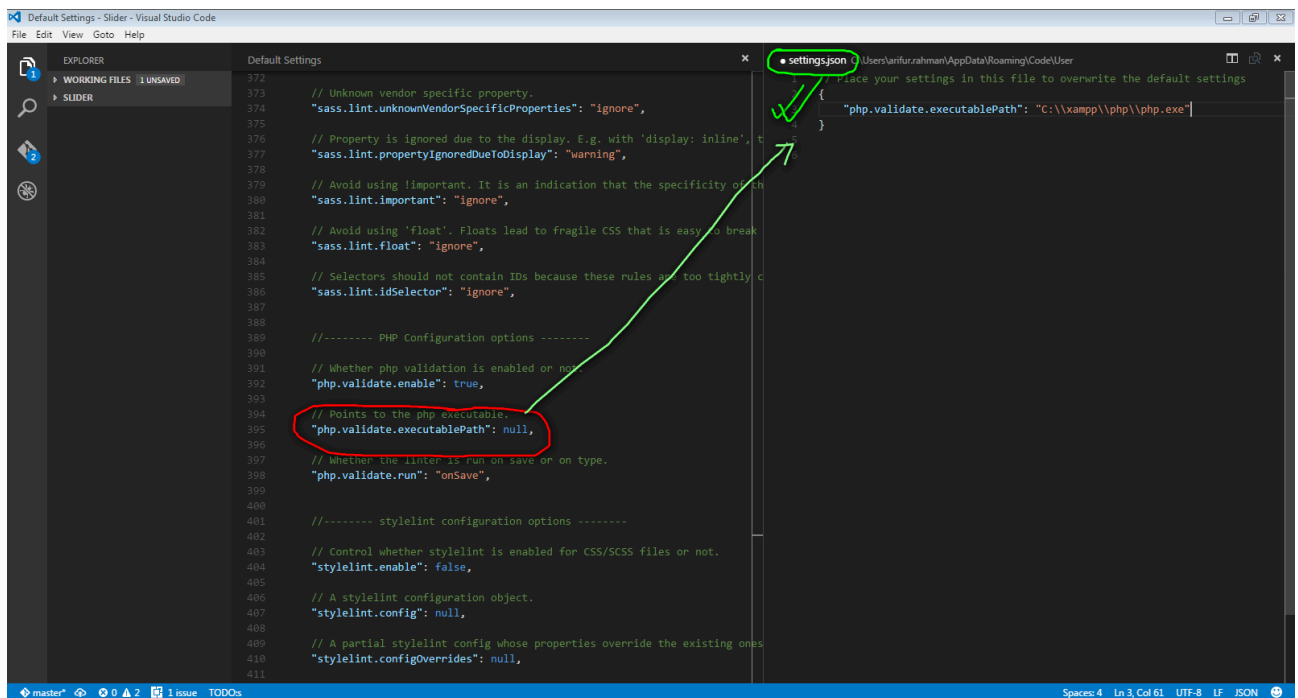 Default Settings - Slider - Visual Studio Code
File Edit View Goto Help
EXPLORER
WORKING FILES 1 UNSAVED
SLIDER
1
2
Default Settings
372
373 // Unknown vendor specific property.
374 "sass.lint.unknownVendorSpecificProperties": "ignore",
375
376 // Property is ignored due to the display. E.g. with 'display: inline', t
377 "sass.lint.propertyIgnoredDueToDisplay": "warning",
378
379 // Avoid using !important. It is an indication that the specificity of th
380 "sass.lint.important": "ignore",
381
382 // Avoid using 'float'. Floats lead to fragile CSS that is easy to break
383 "sass.lint.float": "ignore",
384
385 // Selectors should not contain IDs because these rules are too tightly c
386 "sass.lint.idSelector": "ignore",
387
388
389 //-------- PHP Configuration options --------
390
391 // Whether php validation is enabled or not.
392 "php.validate.enable": true,
393
394 // Points to the php executable.
395 "php.validate.executablePath": null,
396
397 // Whether the linter is run on save or on type.
398 "php.validate.run": "onSave",
399
400
401 //-------- stylelint configuration options --------
402
403 // Control whether stylelint is enabled for CSS/SCSS files or not.
404 "stylelint.enable": false,
405
406 // A stylelint configuration object.
407 "stylelint.config": null,
408
409 // A partial stylelint config whose properties override the existing ones
410 "stylelint.configOverrides": null,
411
settings.json C:\Users\arifur.rahman\AppData\Roaming\Code\User
1 // Place your settings in this file to overwrite the default settings
{
"php.validate.executablePath": "C:\\xampp\\php\\php.exe"
4 }
master* 0 2 1 issue TODO:s
Spaces: 4 Ln 3, Col 61 UTF-8 LF JSON